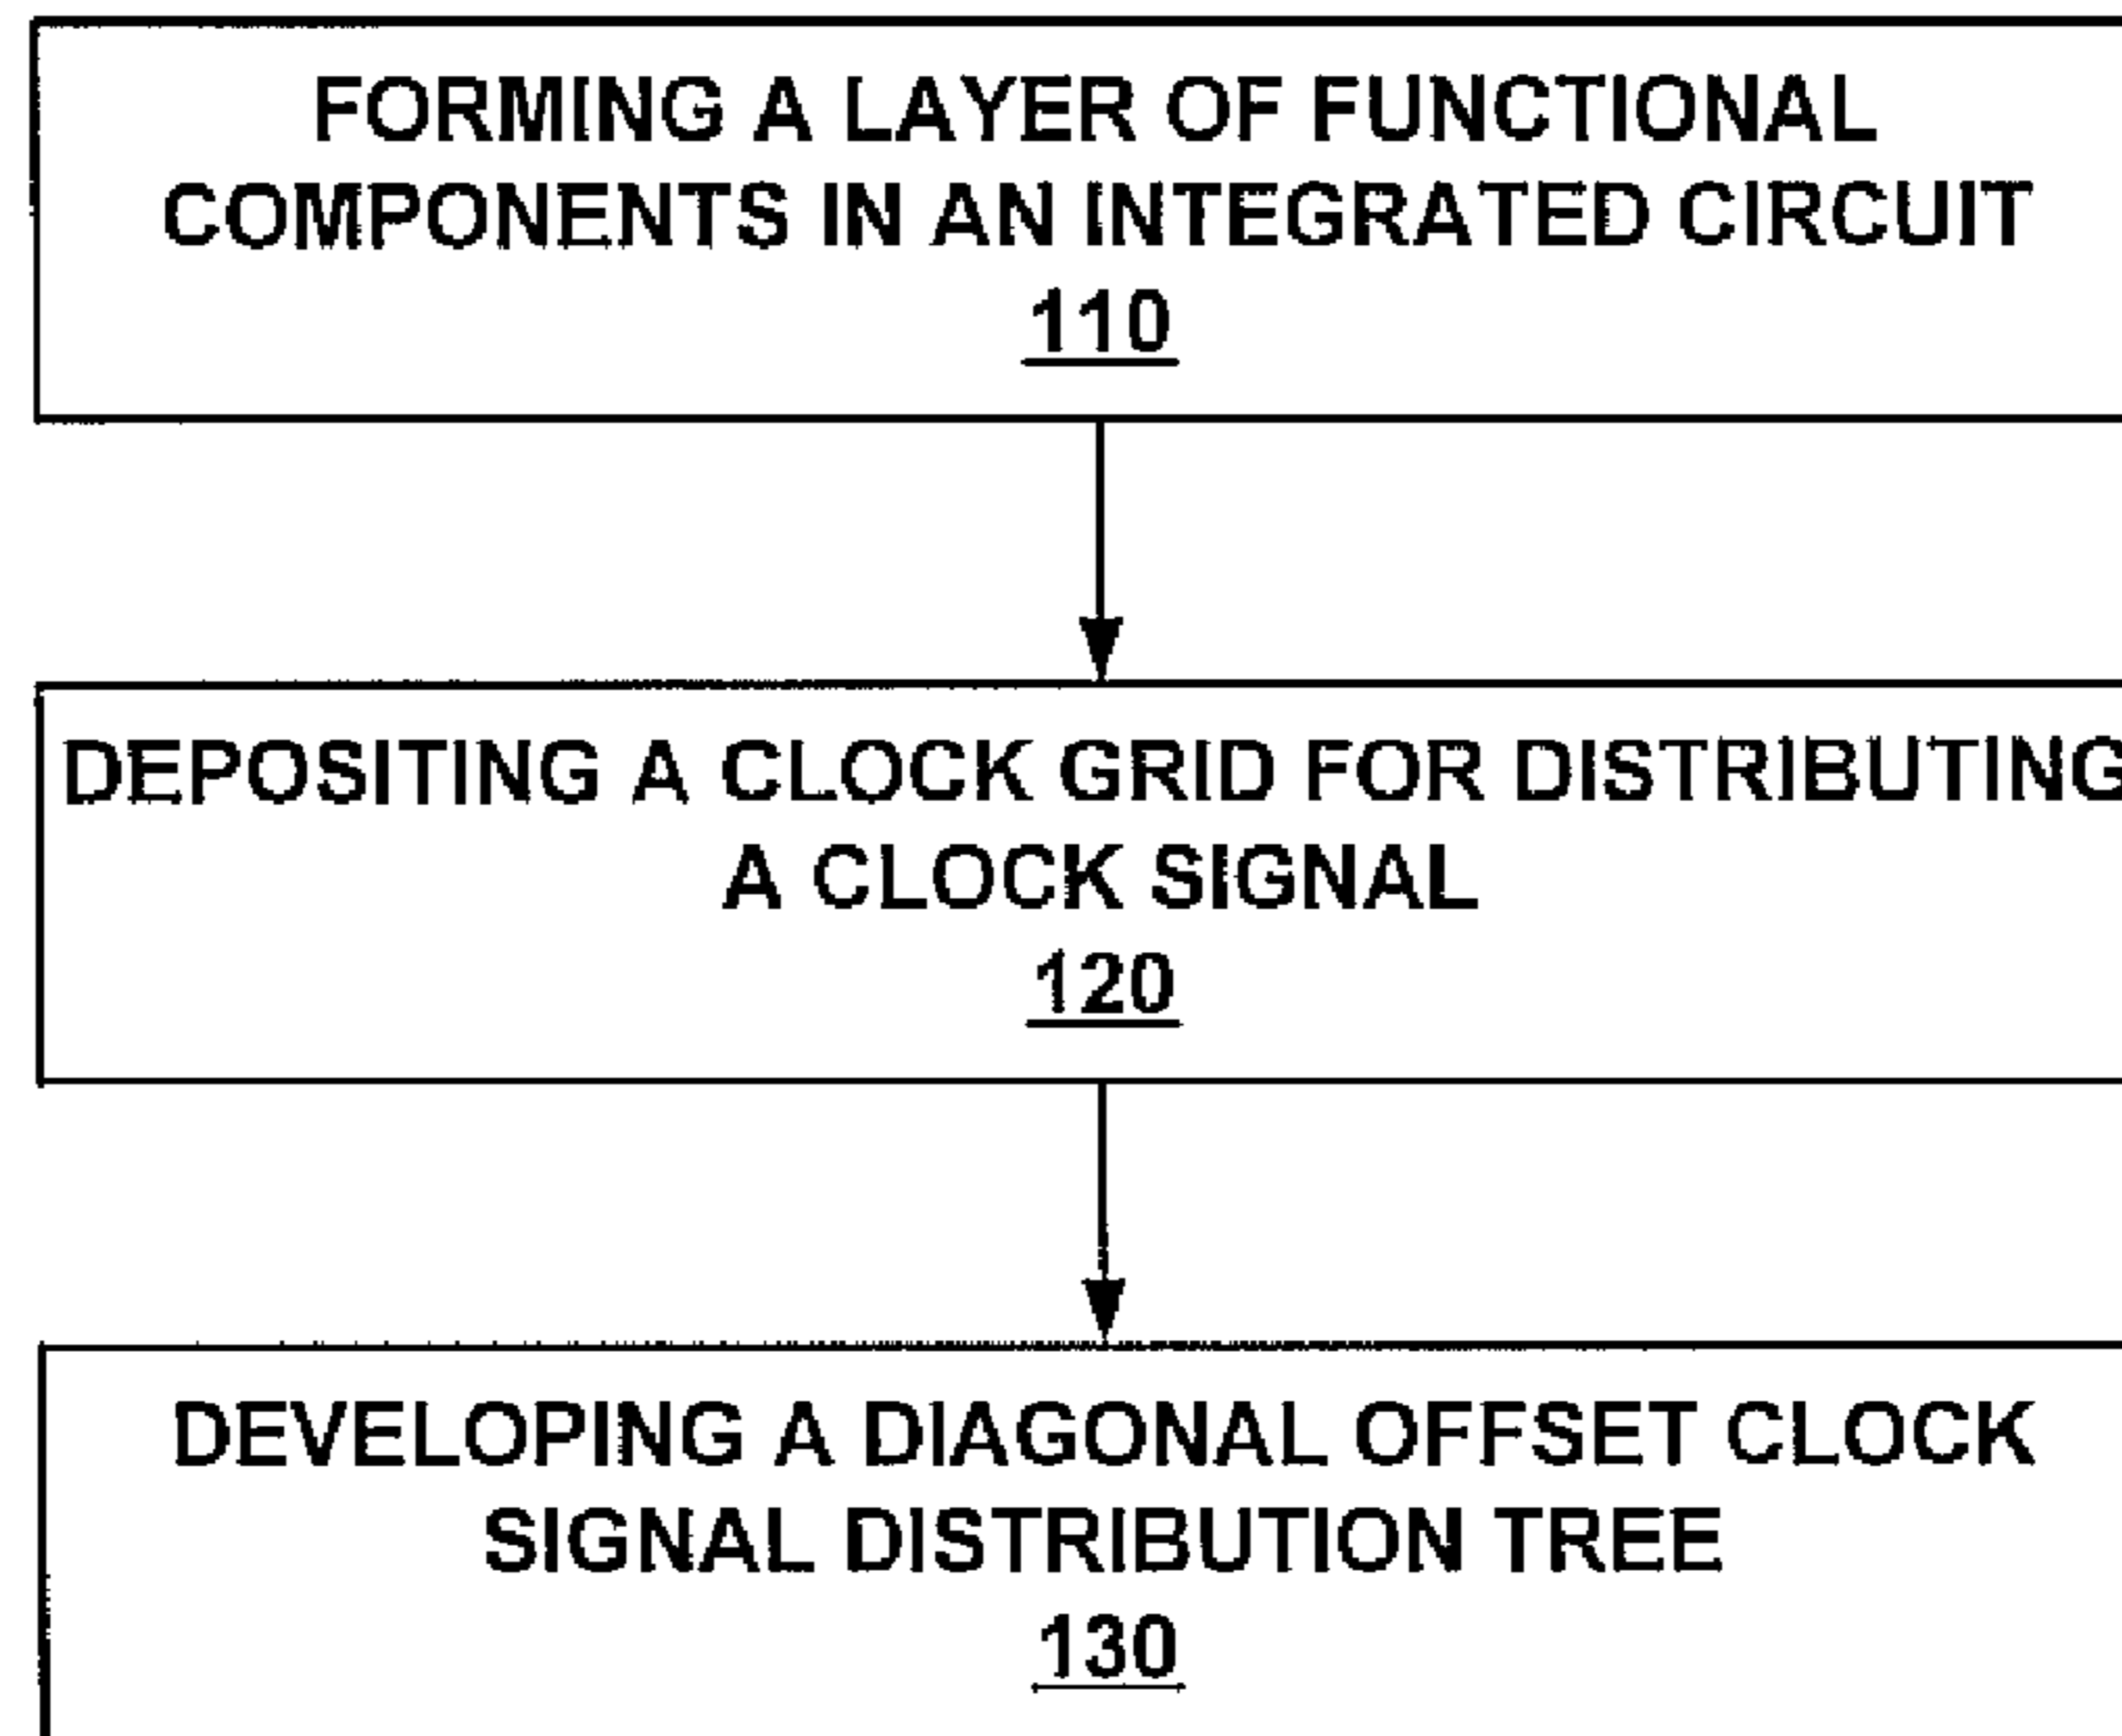 FORMING A LAYER OF FUNCTIONAL
COMPONENTS IN AN INTEGRATED CIRCUIT
110
DEPOSITING A CLOCK GRID FOR DISTRIBUTING
A CLOCK SIGNAL
120
DEVELOPING A DIAGONAL OFFSET CLOCK
SIGNAL DISTRIBUTION TREE
130